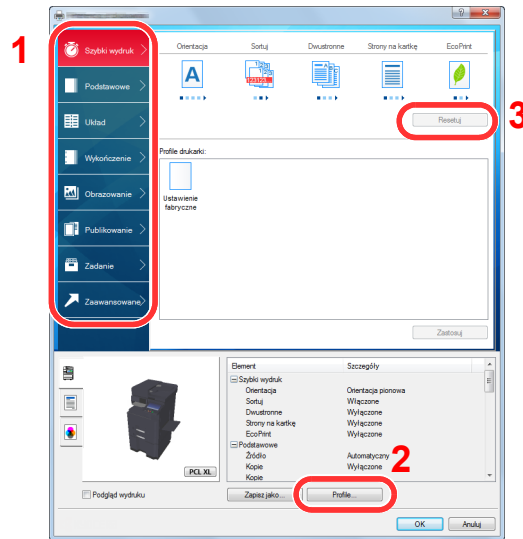 1
Szybki wydruk
Podstawowe
Układ
Wykończenie
Obrazowanie
Publikowanie
Zadanie
Zaawansowane
Orientacja Sortuj Dwustronne Strony na kartkę EcoPrint
A
123123
Resetuj
3
Profile drukarki:
Ustawienie
fabryczne
Zastosuj
Element Szczegóły
Szybki wydruk
Orientacja Orientacja pionowa
Sortuj Włączone
Dwustronne Wyłączone
Strony na kartkę Wyłączone
EcoPrint Wyłączone
Podstawowe
Źródło Automatyczny
Kopie Wyłączone
Kopie
2
PCL XL
Podgląd wydruku
Zapisz jako... Profile...
OK Anuluj